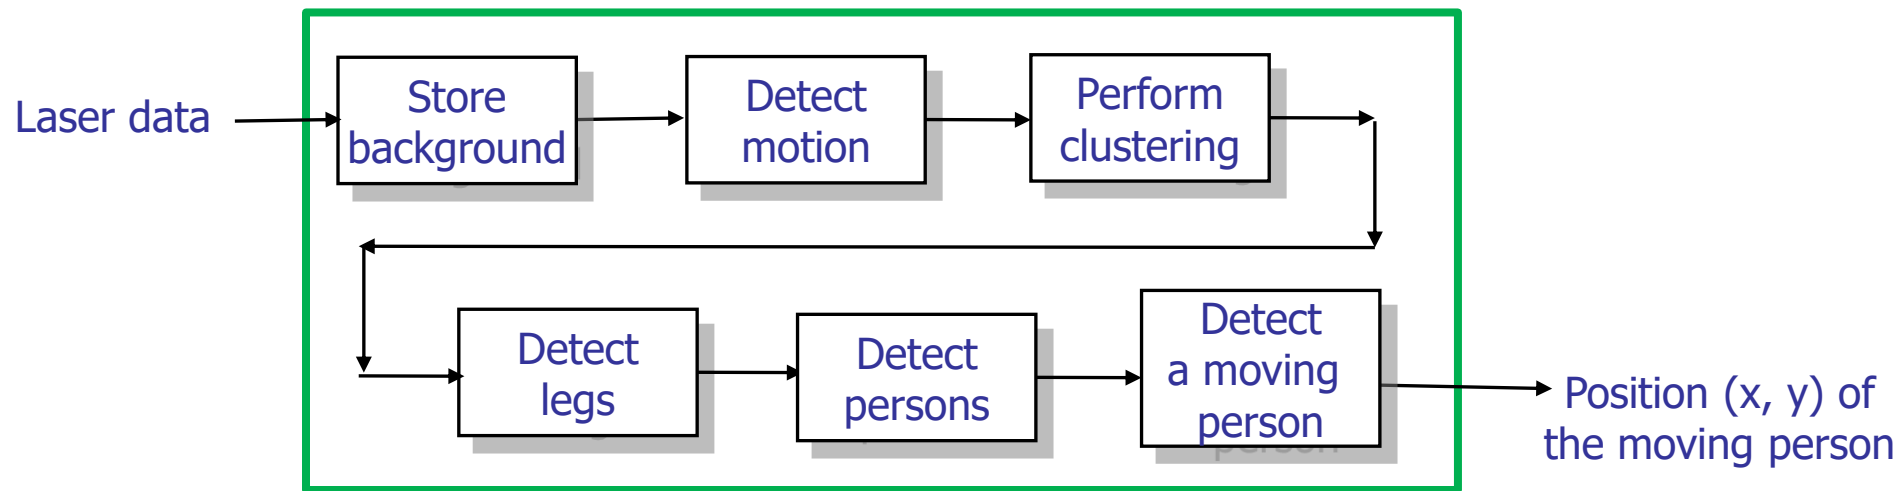 Laser data
Store
background
Detect
motion
Perform
clustering
Detect
legs
Detect
persons
Detect
a moving
person
Position (x, y) of
the moving person